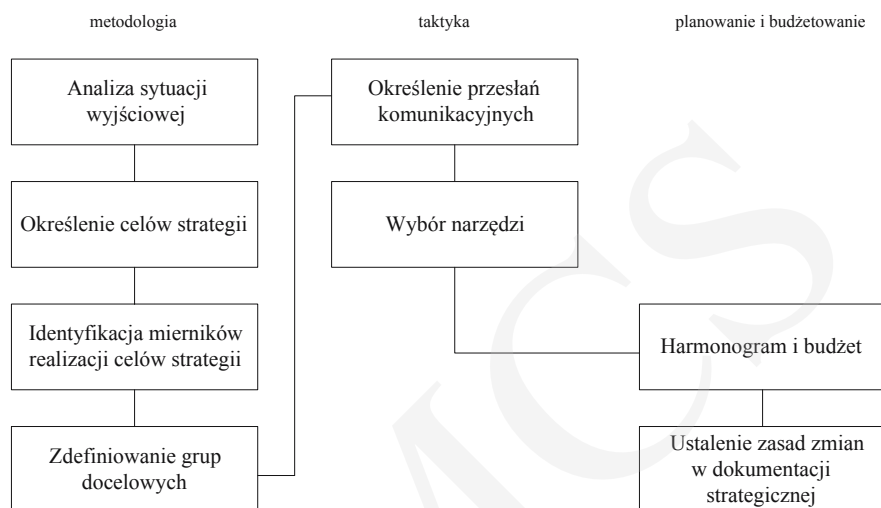 metodologia
Analiza sytuacji
wyjściowej
Określenie celów strategii
Identyfikacja mierników
realizacji celów strategii
Zdefiniowanie grup
docelowych
taktyka
Określenie przesłań
komunikacyjnych
Wybór narzędzi
planowanie i budżetowanie
Harmonogram i budżet
Ustalenie zasad zmian
w dokumentacji
strategicznej
MCS